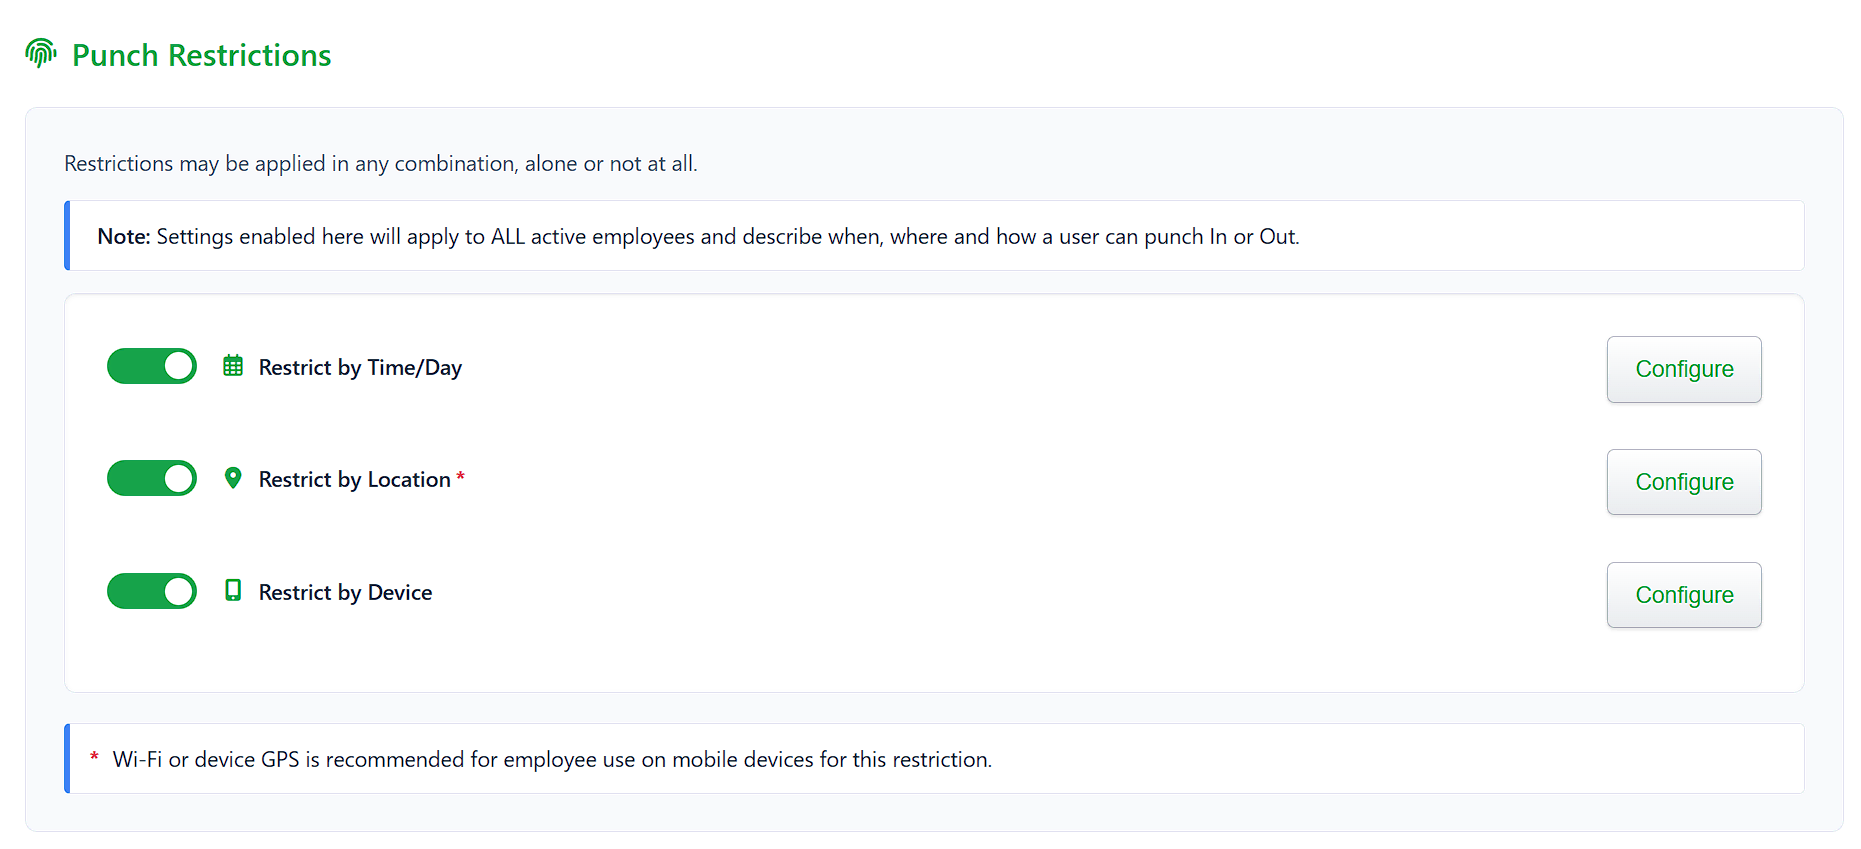 Punch Restrictions
Restrictions may be applied in any combination, alone or not at all.
Note: Settings enabled here will apply to ALL active employees and describe when, where and how a user can punch In or Out.
Restrict by Time/Day
Configure
Restrict by Location *
Configure
Restrict by Device
Configure
* Wi-Fi or device GPS is recommended for employee use on mobile devices for this restriction.